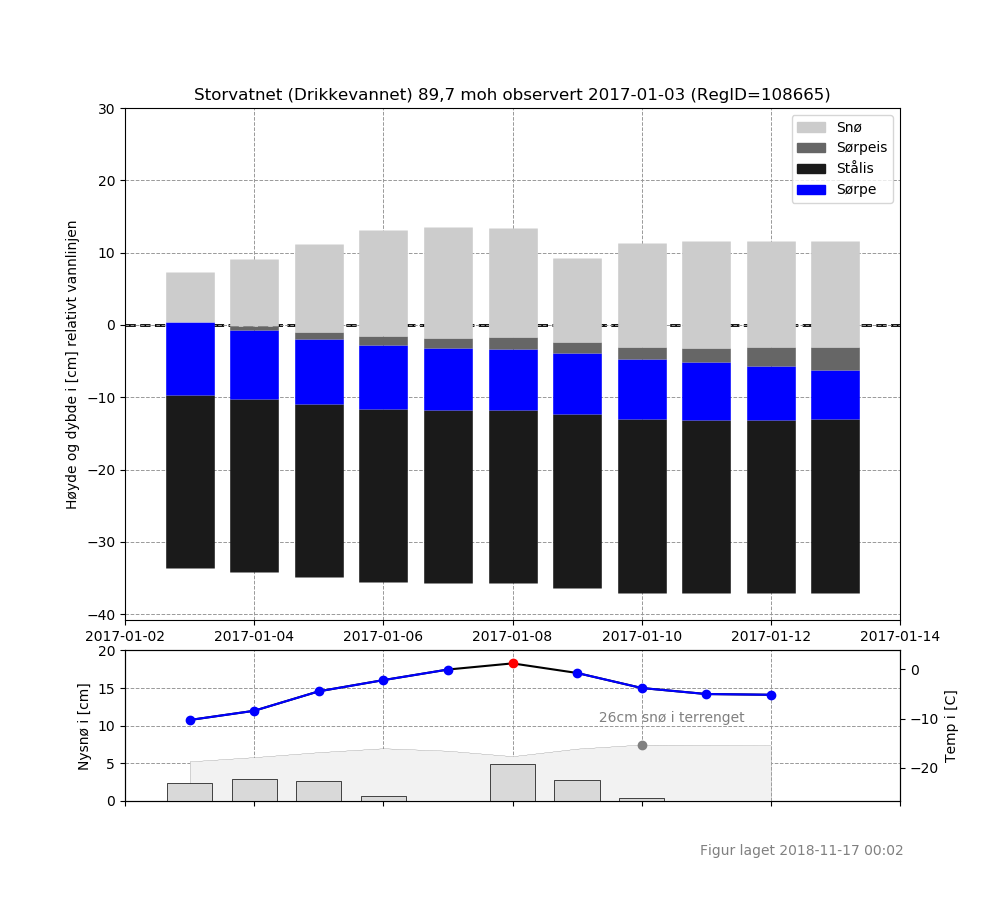 Storvatnet (Drikkevannet) 89,7 moh observert 2017-01-03 (RegID=108665)
30
20
10
0
−10
−20
−30
−40
Høyde og dybde i [cm] relativt vannlinjen
Snø
Sørpeis
Stålis
Sørpe
2017-01-02
2017-01-04
2017-01-06
2017-01-08
2017-01-10
2017-01-12
2017-01-14
20
15
10
5
0
Nysnø i [cm]
26cm snø i terrenget
0
−10
−20
Temp i [C]
Figur laget 2018-11-17 00:02